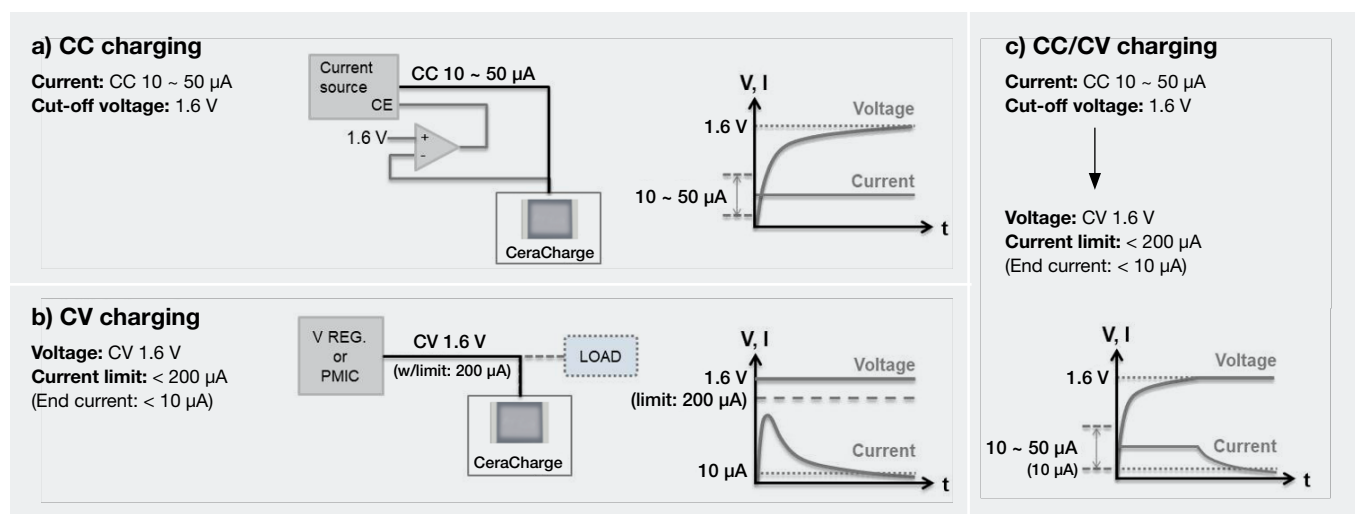 a) CC charging
Current: CC 10 ~ 50 µA
Cut-off voltage: 1.6 V
Current
source
CE
CC 10 ~ 50 µA
1.6 V
+
-
CeraCharge
V, I
Voltage
1.6 V
Current
10 ~ 50 µA
t
b) CV charging
Voltage: CV 1.6 V
Current limit: < 200 µA
(End current: < 10 µA)
V REG.
or
PMIC
CV 1.6 V
(w/limit: 200 µA)
LOAD
CeraCharge
V, I
Voltage
1.6 V
(limit: 200 µA)
Current
10 µA
t
c) CC/CV charging
Current: CC 10 ~ 50 µA
Cut-off voltage: 1.6 V
Voltage: CV 1.6 V
Current limit: < 200 µA
(End current: < 10 µA)
V, I
Voltage
1.6 V
10 ~ 50 µA
Current
(10 µA)
t